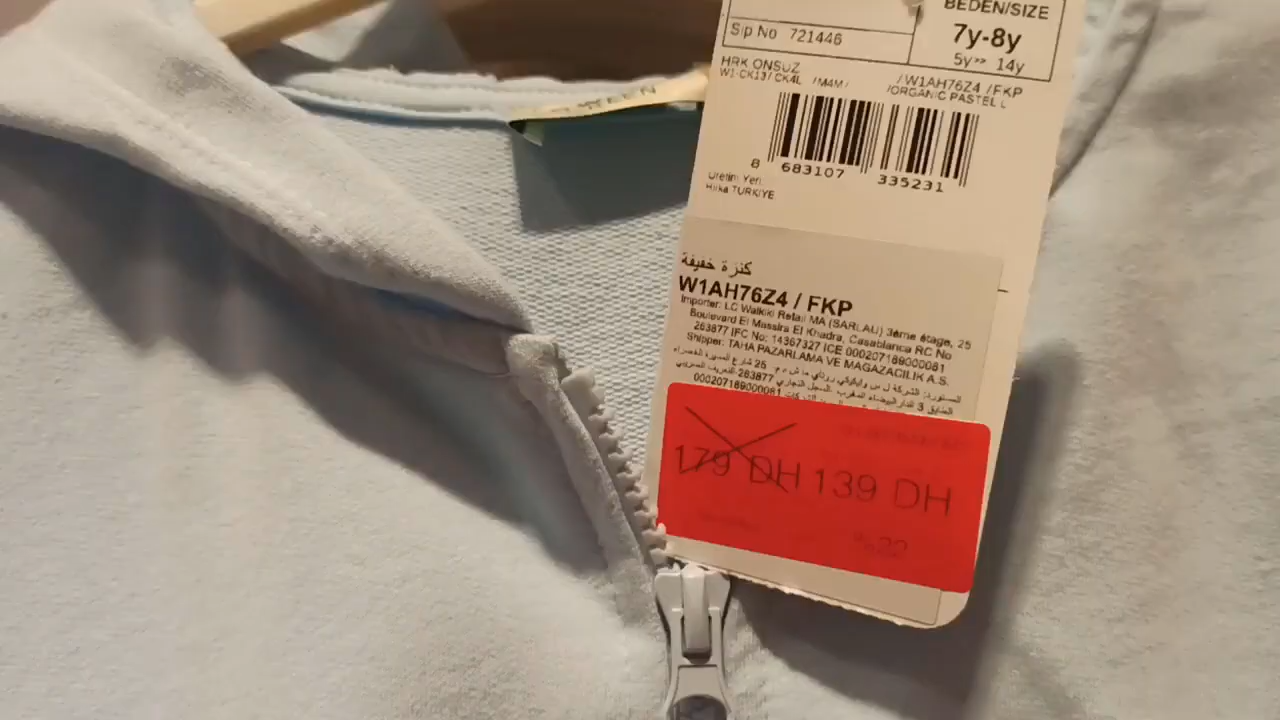 BEDEN/SIZE
Sip No 721446
7y-8y
5y>> 14y
HRK ONSUZ
W1-CK13/ CK4L /M4M/ /W1AH76Z4 /FKP
/ORGANIC PASTEL L
8 683107 335231
Üretim Yeri:
TURKIYE
كنزة خفيفة
W1AH76Z4 / FKP
Importer: LC Waikiki Retail MA (SARLAU) 3ème étage, 25
Boulevard El Massira El Khadra, Casablanca RC No
263877 IFC No: 14367327 ICE 000207189000081
Shipper: TAHA PAZARLAMA VE MAGAZACILIK A.S.
000207189000081
179 DH 139 DH
%22